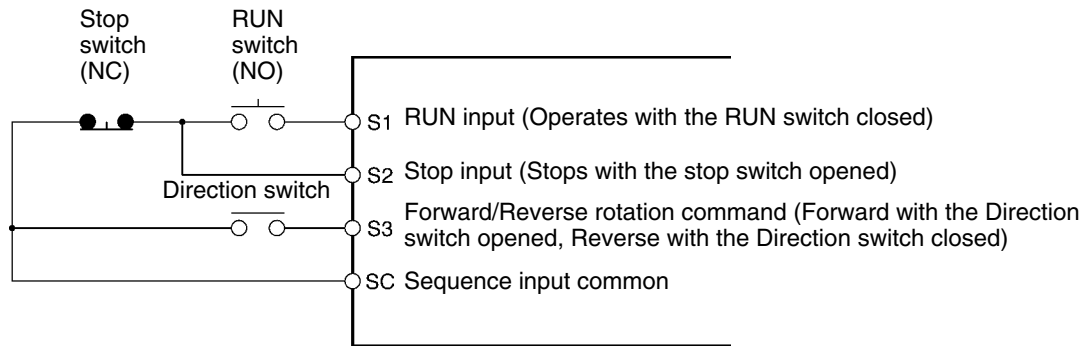 Stop
switch
(NC)
RUN
switch
(NO)
S1 RUN input (Operates with the RUN switch closed)
S2 Stop input (Stops with the stop switch opened)
Direction switch
S3 Forward/Reverse rotation command (Forward with the Direction
switch opened, Reverse with the Direction switch closed)
SC Sequence input common